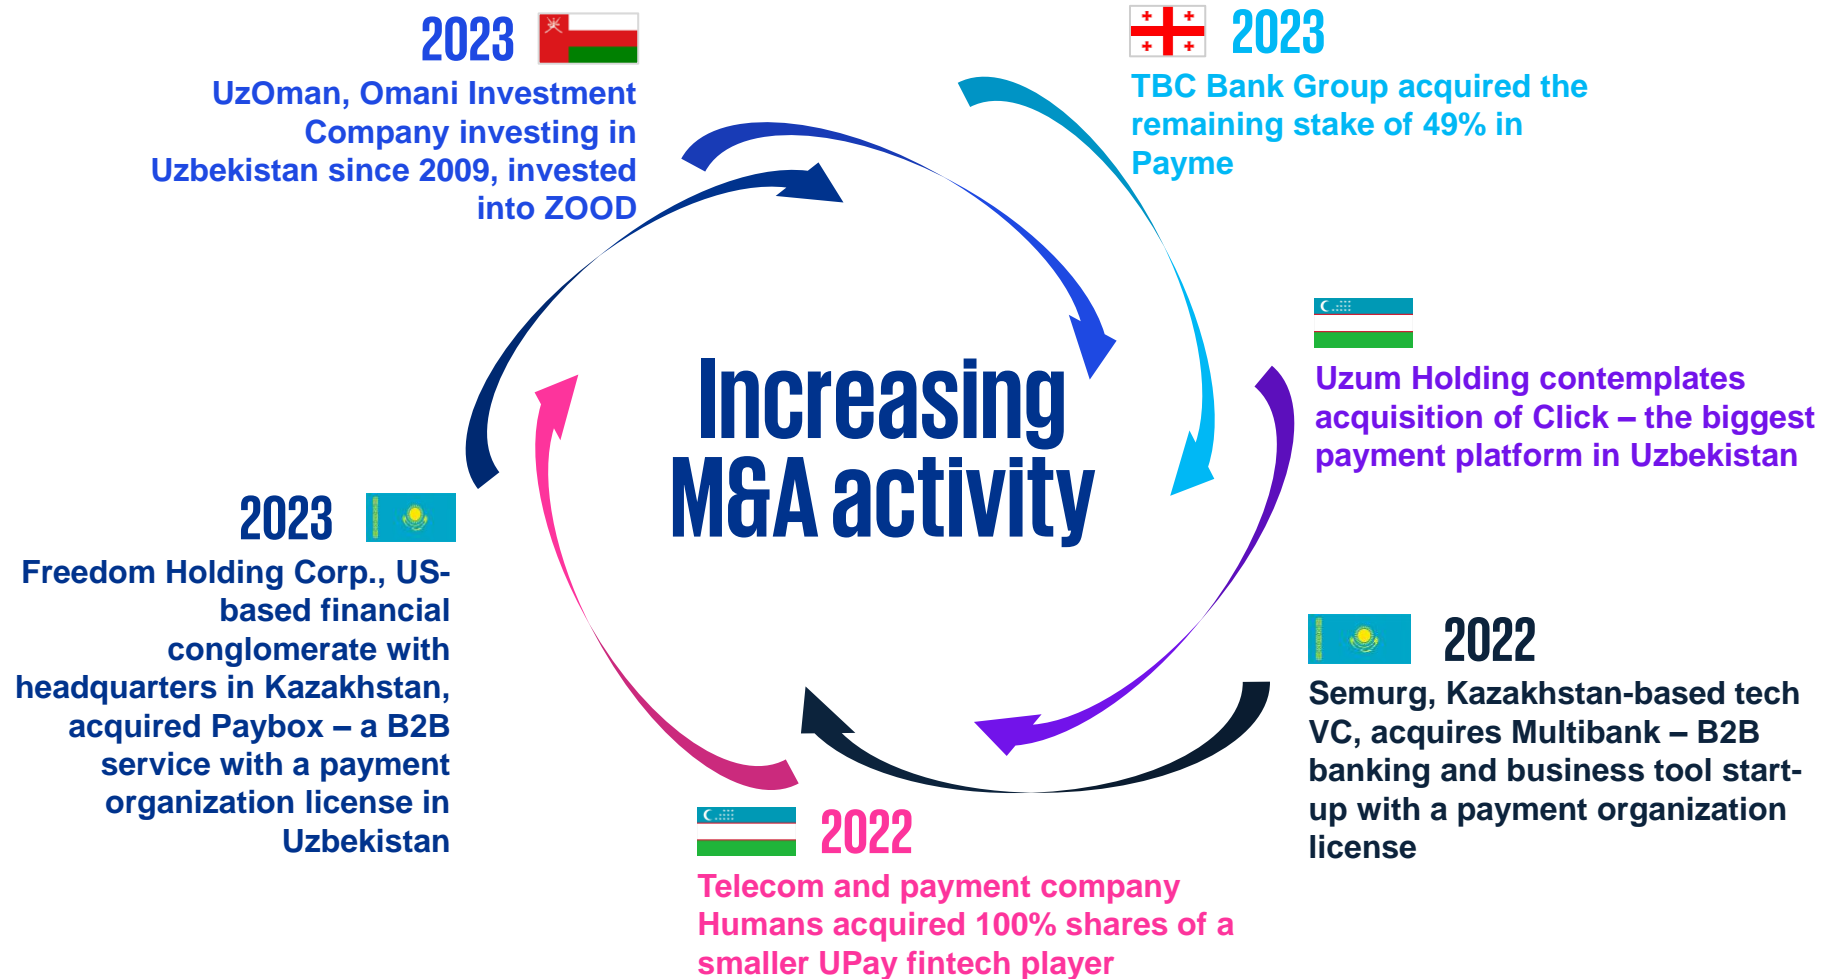 2023
UzOman, Omani Investment
Company investing in
Uzbekistan since 2009, invested
into ZOOD
2023
TBC Bank Group acquired the
remaining stake of 49% in
Payme
Uzum Holding contemplates
acquisition of Click – the biggest
payment platform in Uzbekistan
Increasing
M&A activity
2023
Freedom Holding Corp., US-
based financial
conglomerate with
headquarters in Kazakhstan,
acquired Paybox – a B2B
service with a payment
organization license in
Uzbekistan
2022
Semurg, Kazakhstan-based tech
VC, acquires Multibank – B2B
banking and business tool start-
up with a payment organization
license
2022
Telecom and payment company
Humans acquired 100% shares of a
smaller UPay fintech player